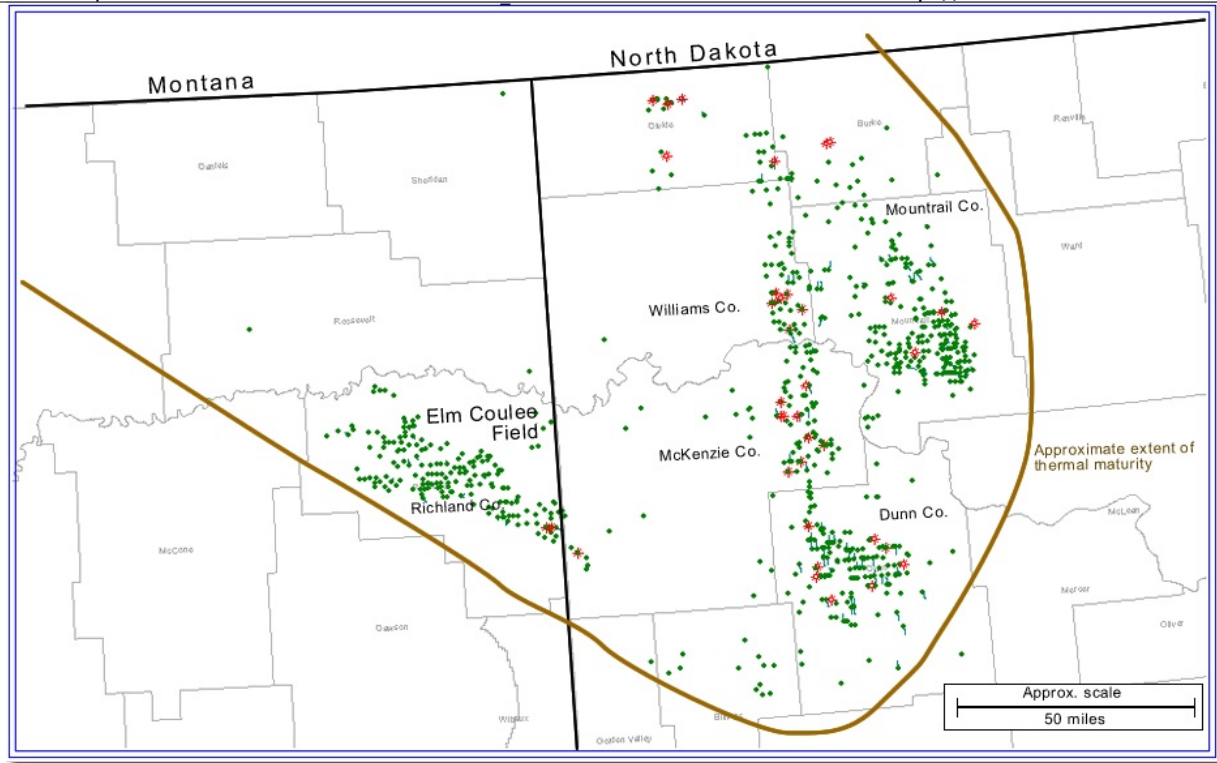 North Dakota
Montana
Burke
Renville
Daniels
Sheridan
Mountrail Co.
Ward
Williams Co.
Roosevelt
Elm Coulee
Field
McKenzie Co.
Approximate extent of
thermal maturity
Richland Co.
Dunn Co.
McLean
McCone
Mercer
Dawson
Oliver
Approx. scale
50 miles
Wibaux
Golden Valley